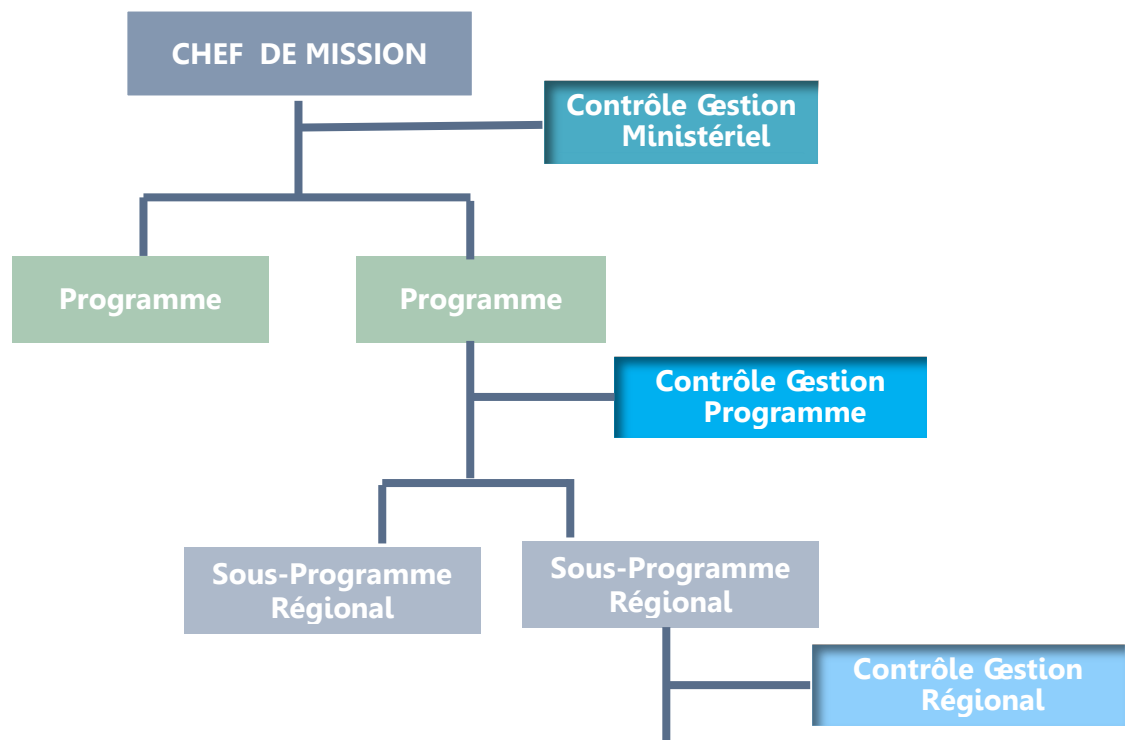 CHEF DE MISSION
Contrôle Gestion
Ministériel
Programme
Programme
Contrôle Gestion
Programme
Sous-Programme
Régional
Sous-Programme
Régional
Contrôle Gestion
Régional